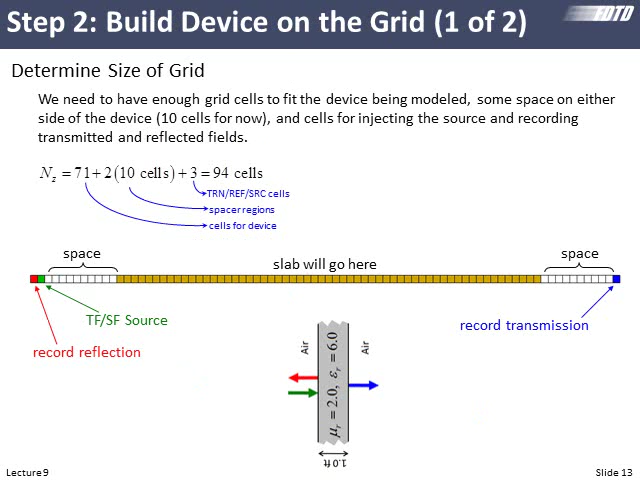 Step 2: Build Device on the Grid (1 of 2)
FDTD
Determine Size of Grid
We need to have enough grid cells to fit the device being modeled, some space on either
side of the device (10 cells for now), and cells for injecting the source and recording
transmitted and reflected fields.
N_z = 71+2(10 cells)+3=94 cells
TRN/REF/SRC cells
spacer regions
cells for device
space
slab will go here
space
TF/SF Source
record transmission
record reflection
Air
μ_r = 2.0, ε_r = 6.0
Air
1.0 ft
Lecture 9
Slide 13